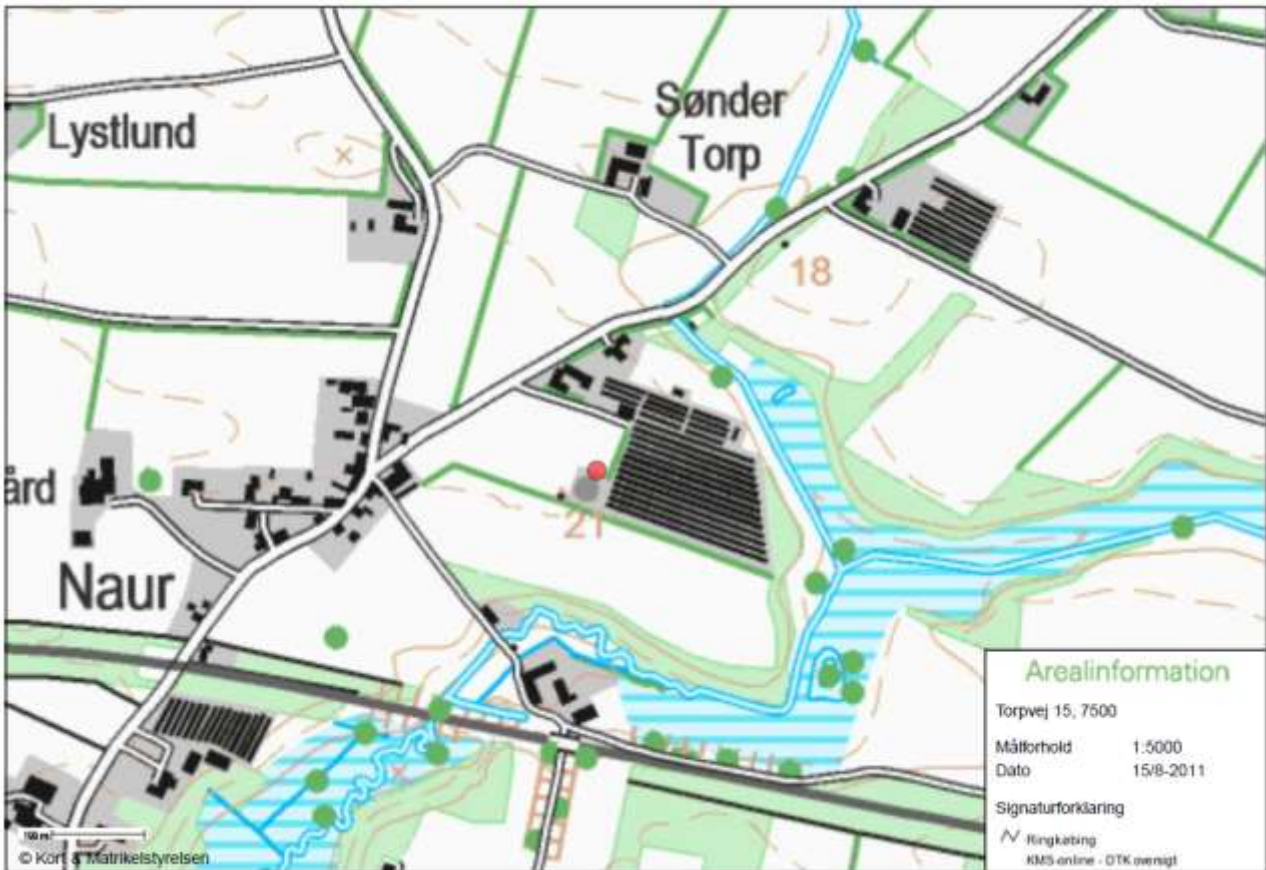 Sønder
Torp
Lystlund
18
ård
21
Naur
Arealinformation
Torpvej 15, 7500
Målforhold 1:5000
Dato 15/8-2011
Signaturforklaring
Ringkøbing
KMS-online - DTK oversigt
© Kort & Matrikelstyrelsen